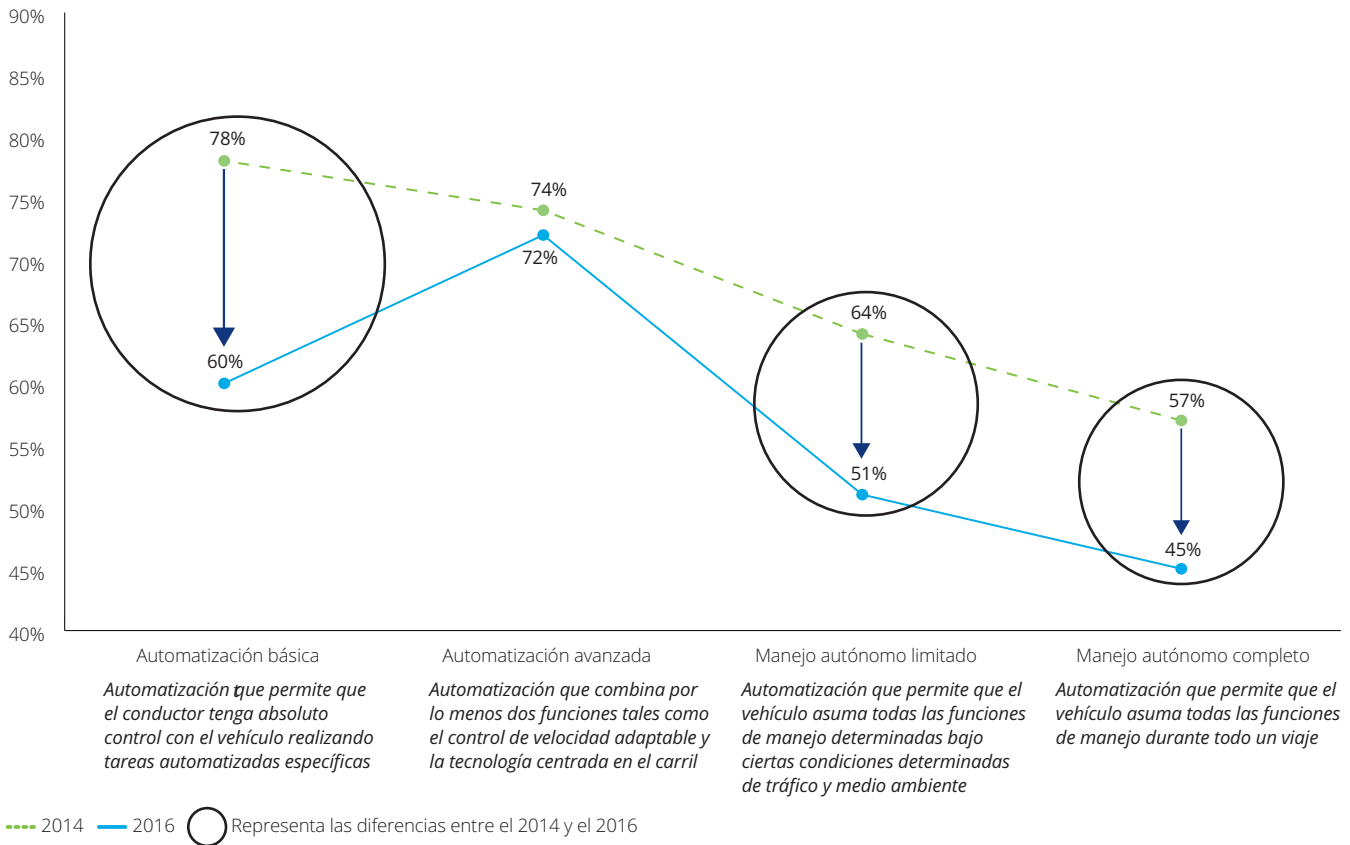 90%
85%
80%
75%
70%
65%
60%
55%
50%
45%
40%
78%
74%
72%
64%
60%
57%
51%
45%
Automatización básica
Automatización que permite que
el conductor tenga absoluto
control con el vehículo realizando
tareas automatizadas específicas
Automatización avanzada
Automatización que combina por
lo menos dos funciones tales como
el control de velocidad adaptable y
la tecnología centrada en el carril
Manejo autónomo limitado
Automatización que permite que el
vehículo asuma todas las funciones
de manejo determinadas bajo
ciertas condiciones determinadas
de tráfico y medio ambiente
Manejo autónomo completo
Automatización que permite que el
vehículo asuma todas las funciones
de manejo durante todo un viaje
2014 2016 Representa las diferencias entre el 2014 y el 2016